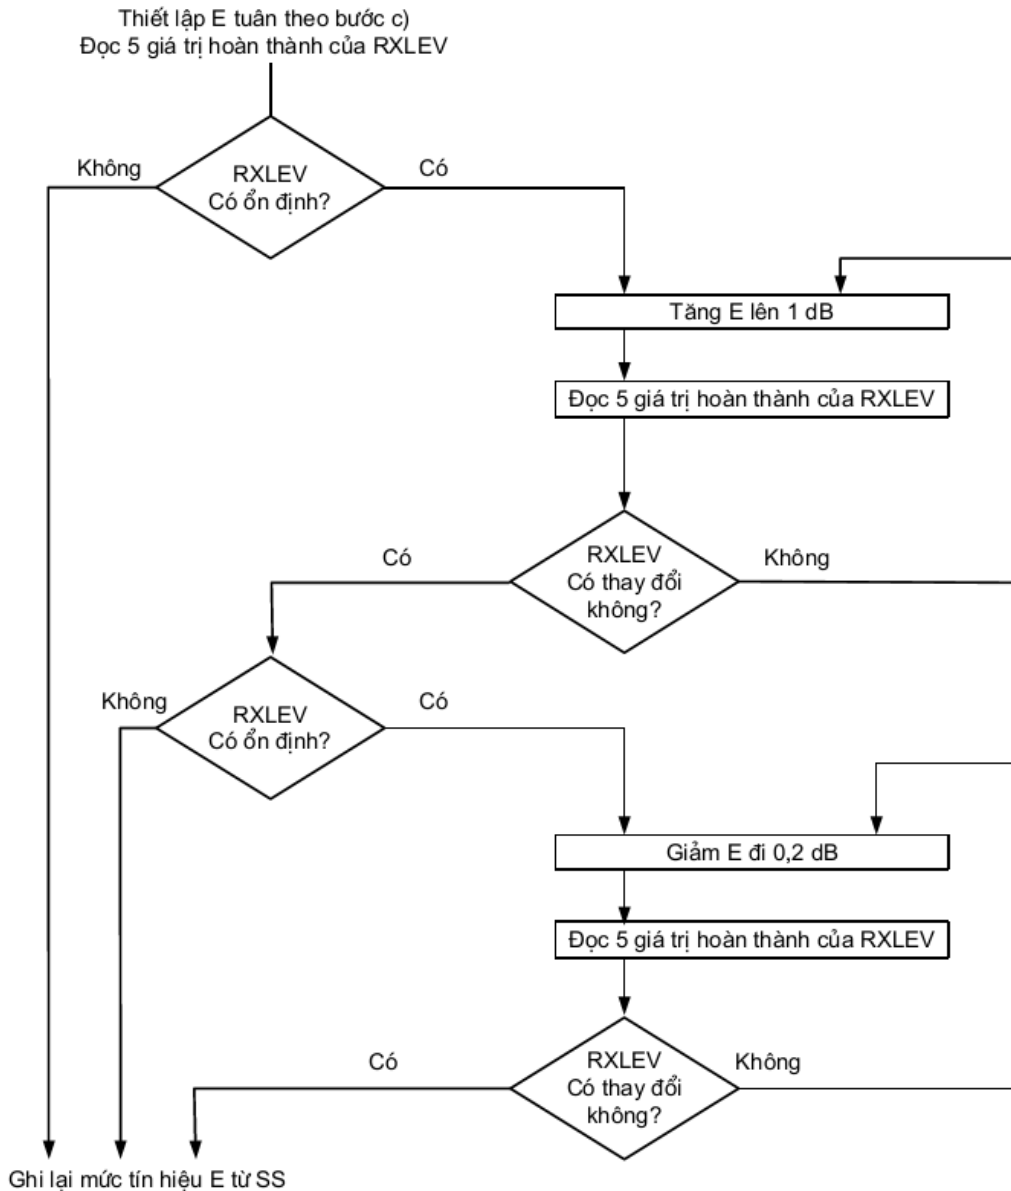 Thiết lập E tuân theo bước c)
Đọc 5 giá trị hoàn thành của RXLEV
Không
RXLEV
Có ổn định?
Có
Tăng E lên 1 dB
Đọc 5 giá trị hoàn thành của RXLEV
Có
RXLEV
Có thay đổi
không?
Không
Không
RXLEV
Có ổn định?
Có
Giảm E đi 0,2 dB
Đọc 5 giá trị hoàn thành của RXLEV
Có
RXLEV
Có thay đổi
không?
Không
Ghi lại mức tín hiệu E từ SS